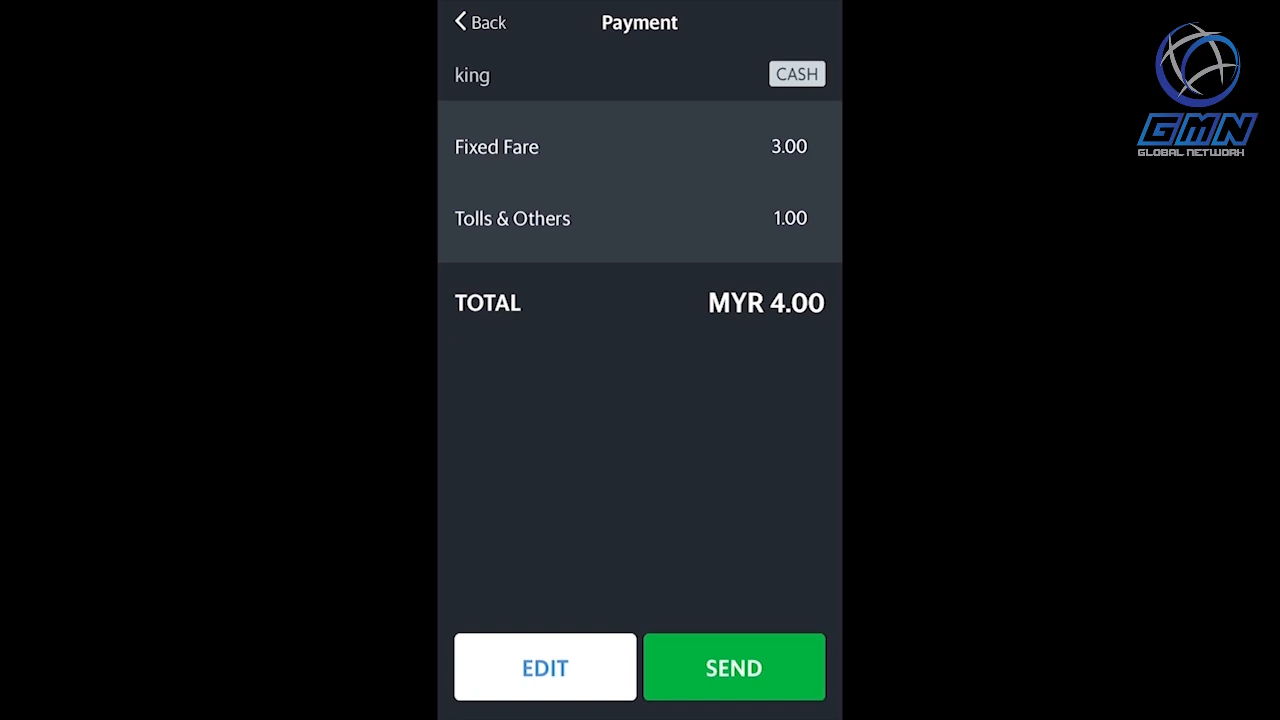 Back
Payment
king
CASH
Fixed Fare
3.00
Tolls & Others
1.00
TOTAL
MYR 4.00
EDIT
SEND
GMN
GLOBAL NETWORK